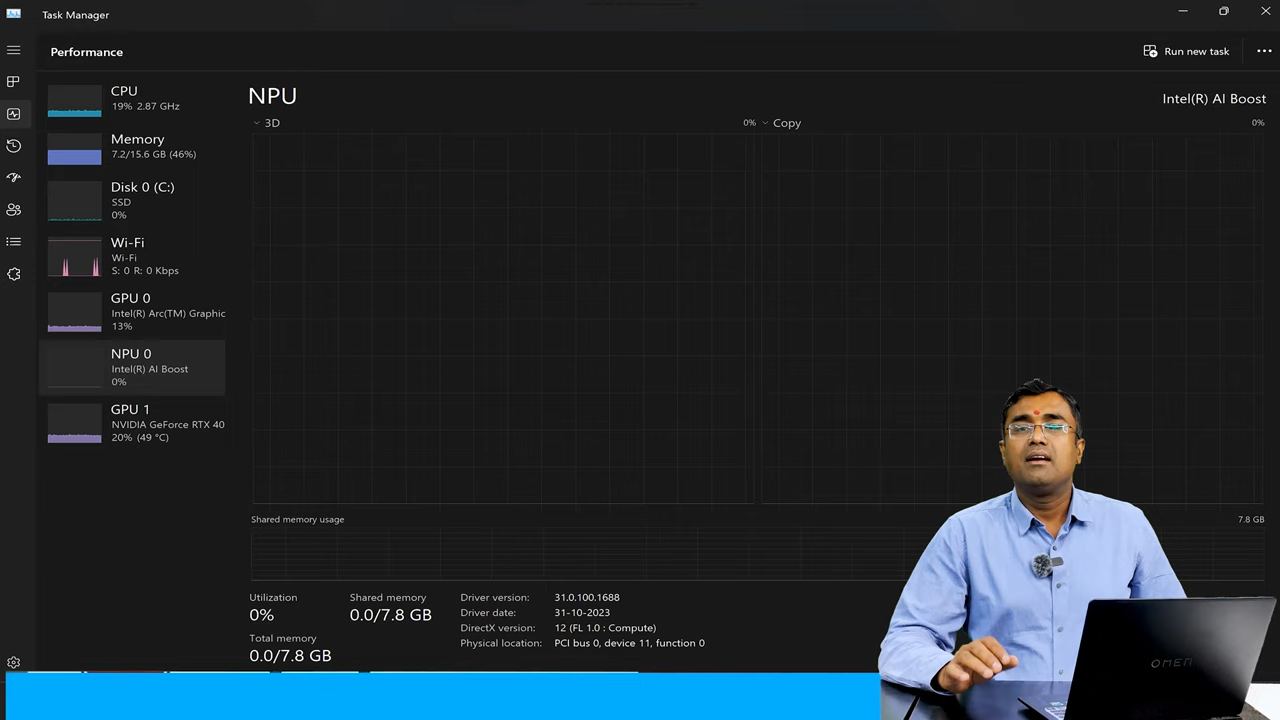 Task Manager
Performance
Run new task
CPU
19% 2.87 GHz
Memory
7.2/15.6 GB (46%)
Disk 0 (C:)
SSD
0%
Wi-Fi
Wi-Fi
S: 0 R: 0 Kbps
GPU 0
Intel(R) Arc(TM) Graphic
13%
NPU 0
Intel(R) AI Boost
0%
GPU 1
NVIDIA GeForce RTX 40
20% (49 °C)
NPU
Intel(R) AI Boost
3D 0%
Copy 0%
Shared memory usage 7.8 GB
Utilization
0%
Shared memory
0.0/7.8 GB
Total memory
0.0/7.8 GB
Driver version: 31.0.100.1688
Driver date: 31-10-2023
DirectX version: 12 (FL 1.0 : Compute)
Physical location: PCI bus 0, device 11, function 0
OMEN